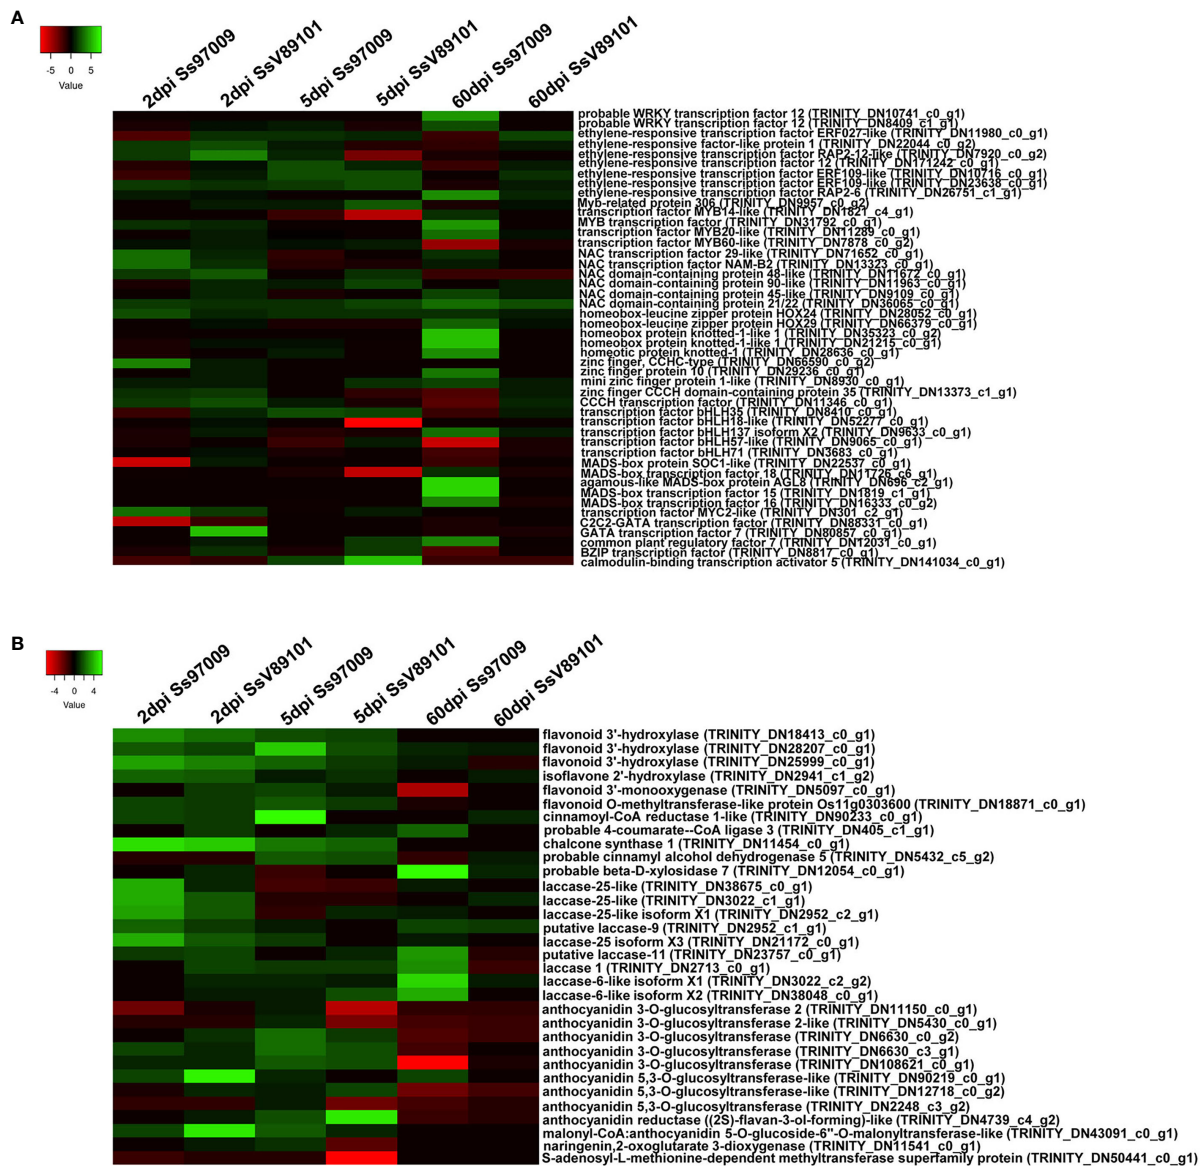 A
-5 0 5
Value
2dpi Ss97009
2dpi SsV89101
5dpi Ss97009
5dpi SsV89101
60dpi Ss97009
60dpi SsV89101
probable WRKY transcription factor 12 (TRINITY_DN10741_c0_g1)
probable WRKY transcription factor 12 (TRINITY_DN8409_c1_g1)
ethylene-responsive transcription factor ERF027-like (TRINITY_DN11980_c0_g1)
ethylene-responsive factor-like protein 1 (TRINITY_DN22044_c0_g2)
ethylene-responsive transcription factor RAP2-12-like (TRINITY_DN7920_c0_g2)
ethylene-responsive transcription factor 12 (TRINITY_DN171242_c0_g1)
ethylene-responsive transcription factor ERF109-like (TRINITY_DN10716_c0_g1)
ethylene-responsive transcription factor ERF109-like (TRINITY_DN23638_c0_g1)
ethylene-responsive transcription factor RAP2-6 (TRINITY_DN26751_c1_g1)
Myb-related protein 306 (TRINITY_DN9957_c0_g2)
transcription factor MYB14-like (TRINITY_DN1821_c4_g1)
MYB transcription factor (TRINITY_DN31792_c0_g1)
transcription factor MYB20-like (TRINITY_DN11289_c0_g1)
transcription factor MYB60-like (TRINITY_DN7878_c0_g2)
NAC transcription factor 29-like (TRINITY_DN71652_c0_g1)
NAC transcription factor NAM-B2 (TRINITY_DN13323_c0_g1)
NAC domain-containing protein 48-like (TRINITY_DN11672_c0_g1)
NAC domain-containing protein 90-like (TRINITY_DN11963_c0_g1)
NAC domain-containing protein 45-like (TRINITY_DN9109_c0_g1)
NAC domain-containing protein 21/22 (TRINITY_DN36065_c0_g1)
homeobox-leucine zipper protein HOX24 (TRINITY_DN28052_c0_g1)
homeobox-leucine zipper protein HOX29 (TRINITY_DN66379_c0_g1)
homeobox protein knotted-1-like 1 (TRINITY_DN35323_c0_g2)
homeobox protein knotted-1-like 1 (TRINITY_DN21215_c0_g1)
homeotic protein knotted-1 (TRINITY_DN28636_c0_g1)
zinc finger, CCHC-type (TRINITY_DN66590_c0_g2)
zinc finger protein 10 (TRINITY_DN29236_c0_g1)
mini zinc finger protein 1-like (TRINITY_DN8930_c0_g1)
zinc finger CCCH domain-containing protein 35 (TRINITY_DN13373_c1_g1)
CCCH transcription factor (TRINITY_DN11346_c0_g1)
transcription factor bHLH35 (TRINITY_DN8410_c0_g1)
transcription factor bHLH18-like (TRINITY_DN52277_c0_g1)
transcription factor bHLH137 isoform X2 (TRINITY_DN9633_c0_g1)
transcription factor bHLH57-like (TRINITY_DN9065_c0_g1)
transcription factor bHLH71 (TRINITY_DN3683_c0_g1)
MADS-box protein SOC1-like (TRINITY_DN22537_c0_g1)
MADS-box transcription factor 18 (TRINITY_DN11726_c6_g1)
agamous-like MADS-box protein AGL8 (TRINITY_DN696_c2_g1)
MADS-box transcription factor 15 (TRINITY_DN1819_c1_g1)
MADS-box transcription factor 16 (TRINITY_DN16333_c0_g2)
transcription factor MYC2-like (TRINITY_DN301_c2_g1)
C2C2-GATA transcription factor (TRINITY_DN88331_c0_g1)
GATA transcription factor 7 (TRINITY_DN80857_c0_g1)
common plant regulatory factor 7 (TRINITY_DN12031_c0_g1)
BZIP transcription factor (TRINITY_DN8817_c0_g1)
calmodulin-binding transcription activator 5 (TRINITY_DN141034_c0_g1)
B
-4 0 4
Value
2dpi Ss97009
2dpi SsV89101
5dpi Ss97009
5dpi SsV89101
60dpi Ss97009
60dpi SsV89101
flavonoid 3'-hydroxylase (TRINITY_DN18413_c0_g1)
flavonoid 3'-hydroxylase (TRINITY_DN28207_c0_g1)
flavonoid 3'-hydroxylase (TRINITY_DN25999_c0_g1)
isoflavone 2'-hydroxylase (TRINITY_DN2941_c1_g2)
flavonoid 3'-monooxygenase (TRINITY_DN5097_c0_g1)
flavonoid O-methyltransferase-like protein Os11g0303600 (TRINITY_DN18871_c0_g1)
cinnamoyl-CoA reductase 1-like (TRINITY_DN90233_c0_g1)
probable 4-coumarate--CoA ligase 3 (TRINITY_DN405_c1_g1)
chalcone synthase 1 (TRINITY_DN11454_c0_g1)
probable cinnamyl alcohol dehydrogenase 5 (TRINITY_DN5432_c5_g2)
probable beta-D-xylosidase 7 (TRINITY_DN12054_c0_g1)
laccase-25-like (TRINITY_DN38675_c0_g1)
laccase-25-like (TRINITY_DN3022_c1_g1)
laccase-25-like isoform X1 (TRINITY_DN2952_c2_g1)
putative laccase-9 (TRINITY_DN2952_c1_g1)
laccase-25 isoform X3 (TRINITY_DN21172_c0_g1)
putative laccase-11 (TRINITY_DN23757_c0_g1)
laccase 1 (TRINITY_DN2713_c0_g1)
laccase-6-like isoform X1 (TRINITY_DN3022_c2_g2)
laccase-6-like isoform X2 (TRINITY_DN38048_c0_g1)
anthocyanidin 3-O-glucosyltransferase 2 (TRINITY_DN11150_c0_g1)
anthocyanidin 3-O-glucosyltransferase 2-like (TRINITY_DN5430_c0_g1)
anthocyanidin 3-O-glucosyltransferase (TRINITY_DN6630_c0_g2)
anthocyanidin 3-O-glucosyltransferase (TRINITY_DN6630_c3_g1)
anthocyanidin 3-O-glucosyltransferase (TRINITY_DN108621_c0_g1)
anthocyanidin 5,3-O-glucosyltransferase-like (TRINITY_DN90219_c0_g1)
anthocyanidin 5,3-O-glucosyltransferase-like (TRINITY_DN12718_c0_g2)
anthocyanidin 5,3-O-glucosyltransferase (TRINITY_DN2248_c3_g2)
anthocyanidin reductase ((2S)-flavan-3-ol-forming)-like (TRINITY_DN4739_c4_g2)
malonyl-CoA:anthocyanidin 5-O-glucoside-6"-O-malonyltransferase-like (TRINITY_DN43091_c0_g1)
naringenin,2-oxoglutarate 3-dioxygenase (TRINITY_DN11541_c0_g1)
S-adenosyl-L-methionine-dependent methyltransferase superfamily protein (TRINITY_DN50441_c0_g1)